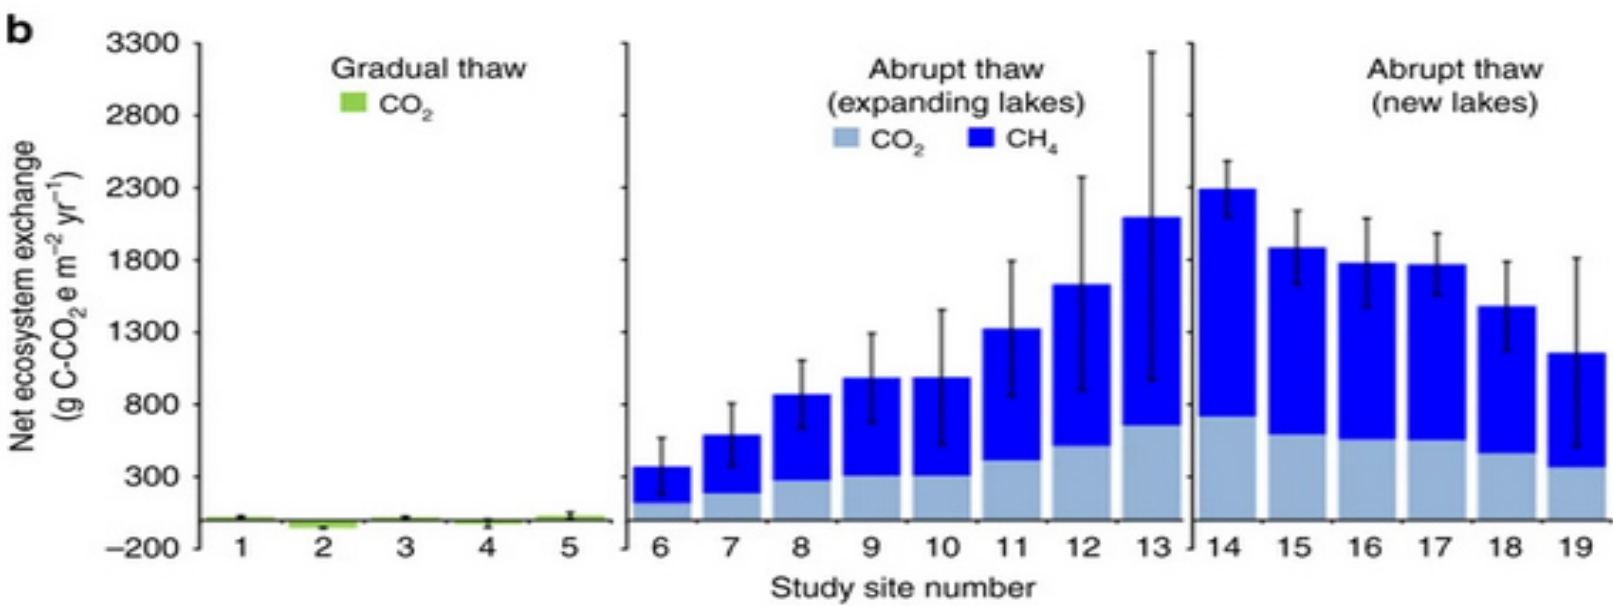 b
Net ecosystem exchange
(g C-CO₂ e m⁻² yr⁻¹)
3300
2800
2300
1800
1300
800
300
–200
Gradual thaw
CO₂
Abrupt thaw
(expanding lakes)
CO₂ CH₄
Abrupt thaw
(new lakes)
1 2 3 4 5 6 7 8 9 10 11 12 13 14 15 16 17 18 19
Study site number